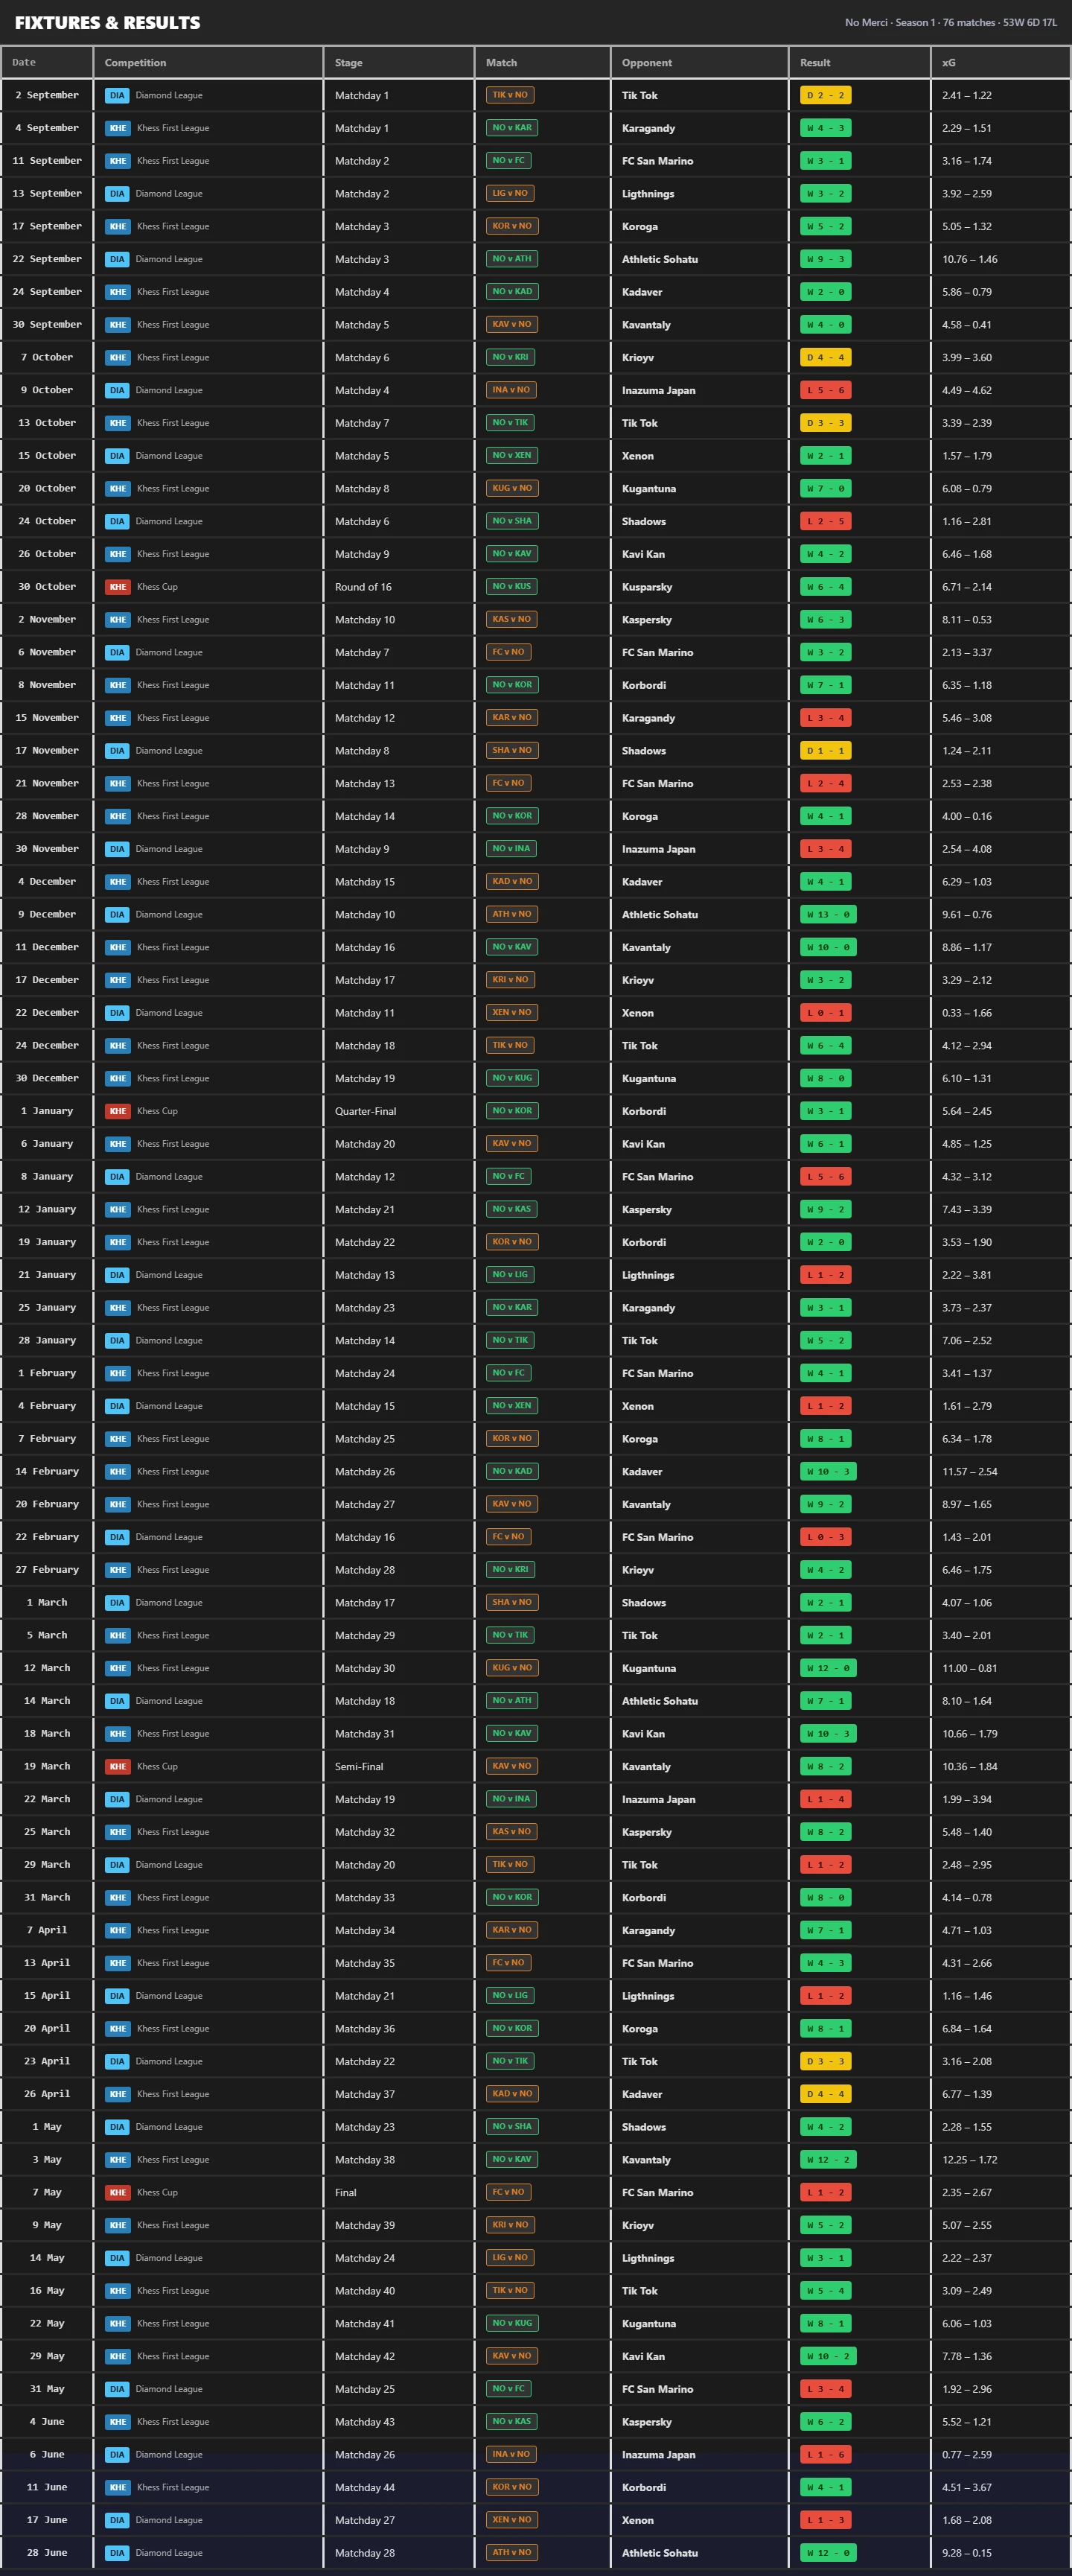 FIXTURES & RESULTS
No Merci · Season 1 · 76 matches · 53W 6D 17L
Date Competition Stage Match Opponent Result xG
2 September DIA Diamond League Matchday 1 TIK v NO Tik Tok D 2 - 2 2.41 – 1.22
4 September KHE Khess First League Matchday 1 NO v KAR Karagandy W 4 - 3 2.29 – 1.51
11 September KHE Khess First League Matchday 2 NO v FC FC San Marino W 3 - 1 3.16 – 1.74
13 September DIA Diamond League Matchday 2 LIG v NO Ligthnings W 3 - 2 3.92 – 2.59
17 September KHE Khess First League Matchday 3 KOR v NO Koroga W 5 - 2 5.05 – 1.32
22 September DIA Diamond League Matchday 3 NO v ATH Athletic Sohatu W 9 - 3 10.76 – 1.46
24 September KHE Khess First League Matchday 4 NO v KAD Kadaver W 2 - 0 5.86 – 0.79
30 September KHE Khess First League Matchday 5 KAV v NO Kavantaly W 4 - 0 4.58 – 0.41
7 October KHE Khess First League Matchday 6 NO v KRI Krioyv D 4 - 4 3.99 – 3.60
9 October DIA Diamond League Matchday 4 INA v NO Inazuma Japan L 5 - 6 4.49 – 4.62
13 October KHE Khess First League Matchday 7 NO v TIK Tik Tok D 3 - 3 3.39 – 2.39
15 October DIA Diamond League Matchday 5 NO v XEN Xenon W 2 - 1 1.57 – 1.79
20 October KHE Khess First League Matchday 8 KUG v NO Kugantuna W 7 - 0 6.08 – 0.79
24 October DIA Diamond League Matchday 6 NO v SHA Shadows L 2 - 5 1.16 – 2.81
26 October KHE Khess First League Matchday 9 NO v KAV Kavi Kan W 4 - 2 6.46 – 1.68
30 October KHE Khess Cup Round of 16 NO v KUS Kusparsky W 6 - 4 6.71 – 2.14
2 November KHE Khess First League Matchday 10 KAS v NO Kaspersky W 6 - 3 8.11 – 0.53
6 November DIA Diamond League Matchday 7 FC v NO FC San Marino W 3 - 2 2.13 – 3.37
8 November KHE Khess First League Matchday 11 NO v KOR Korbordi W 7 - 1 6.35 – 1.18
15 November KHE Khess First League Matchday 12 KAR v NO Karagandy L 3 - 4 5.46 – 3.08
17 November DIA Diamond League Matchday 8 SHA v NO Shadows D 1 - 1 1.24 – 2.11
21 November KHE Khess First League Matchday 13 FC v NO FC San Marino L 2 - 4 2.53 – 2.38
28 November KHE Khess First League Matchday 14 NO v KOR Koroga W 4 - 1 4.00 – 0.16
30 November DIA Diamond League Matchday 9 NO v INA Inazuma Japan L 3 - 4 2.54 – 4.08
4 December KHE Khess First League Matchday 15 KAD v NO Kadaver W 4 - 1 6.29 – 1.03
9 December DIA Diamond League Matchday 10 ATH v NO Athletic Sohatu W 13 - 0 9.61 – 0.76
11 December KHE Khess First League Matchday 16 NO v KAV Kavantaly W 10 - 0 8.86 – 1.17
17 December KHE Khess First League Matchday 17 KRI v NO Krioyv W 3 - 2 3.29 – 2.12
22 December DIA Diamond League Matchday 11 XEN v NO Xenon L 0 - 1 0.33 – 1.66
24 December KHE Khess First League Matchday 18 TIK v NO Tik Tok W 6 - 4 4.12 – 2.94
30 December KHE Khess First League Matchday 19 NO v KUG Kugantuna W 8 - 0 6.10 – 1.31
1 January KHE Khess Cup Quarter-Final NO v KOR Korbordi W 3 - 1 5.64 – 2.45
6 January KHE Khess First League Matchday 20 KAV v NO Kavi Kan W 6 - 1 4.85 – 1.25
8 January DIA Diamond League Matchday 12 NO v FC FC San Marino L 5 - 6 4.32 – 3.12
12 January KHE Khess First League Matchday 21 NO v KAS Kaspersky W 9 - 2 7.43 – 3.39
19 January KHE Khess First League Matchday 22 KOR v NO Korbordi W 2 - 0 3.53 – 1.90
21 January DIA Diamond League Matchday 13 NO v LIG Ligthnings L 1 - 2 2.22 – 3.81
25 January KHE Khess First League Matchday 23 NO v KAR Karagandy W 3 - 1 3.73 – 2.37
28 January DIA Diamond League Matchday 14 NO v TIK Tik Tok W 5 - 2 7.06 – 2.52
1 February KHE Khess First League Matchday 24 NO v FC FC San Marino W 4 - 1 3.41 – 1.37
4 February DIA Diamond League Matchday 15 NO v XEN Xenon L 1 - 2 1.61 – 2.79
7 February KHE Khess First League Matchday 25 KOR v NO Koroga W 8 - 1 6.34 – 1.78
14 February KHE Khess First League Matchday 26 NO v KAD Kadaver W 10 - 3 11.57 – 2.54
20 February KHE Khess First League Matchday 27 KAV v NO Kavantaly W 9 - 2 8.97 – 1.65
22 February DIA Diamond League Matchday 16 FC v NO FC San Marino L 0 - 3 1.43 – 2.01
27 February KHE Khess First League Matchday 28 NO v KRI Krioyv W 4 - 2 6.46 – 1.75
1 March DIA Diamond League Matchday 17 SHA v NO Shadows W 2 - 1 4.07 – 1.06
5 March KHE Khess First League Matchday 29 NO v TIK Tik Tok W 2 - 1 3.40 – 2.01
12 March KHE Khess First League Matchday 30 KUG v NO Kugantuna W 12 - 0 11.00 – 0.81
14 March DIA Diamond League Matchday 18 NO v ATH Athletic Sohatu W 7 - 1 8.10 – 1.64
18 March KHE Khess First League Matchday 31 NO v KAV Kavi Kan W 10 - 3 10.66 – 1.79
19 March KHE Khess Cup Semi-Final KAV v NO Kavantaly W 8 - 2 10.36 – 1.84
22 March DIA Diamond League Matchday 19 NO v INA Inazuma Japan L 1 - 4 1.99 – 3.94
25 March KHE Khess First League Matchday 32 KAS v NO Kaspersky W 8 - 2 5.48 – 1.40
29 March DIA Diamond League Matchday 20 TIK v NO Tik Tok L 1 - 2 2.48 – 2.95
31 March KHE Khess First League Matchday 33 NO v KOR Korbordi W 8 - 0 4.14 – 0.78
7 April KHE Khess First League Matchday 34 KAR v NO Karagandy W 7 - 1 4.71 – 1.03
13 April KHE Khess First League Matchday 35 FC v NO FC San Marino W 4 - 3 4.31 – 2.66
15 April DIA Diamond League Matchday 21 NO v LIG Ligthnings L 1 - 2 1.16 – 1.46
20 April KHE Khess First League Matchday 36 NO v KOR Koroga W 8 - 1 6.84 – 1.64
23 April DIA Diamond League Matchday 22 NO v TIK Tik Tok D 3 - 3 3.16 – 2.08
26 April KHE Khess First League Matchday 37 KAD v NO Kadaver D 4 - 4 6.77 – 1.39
1 May DIA Diamond League Matchday 23 NO v SHA Shadows W 4 - 2 2.28 – 1.55
3 May KHE Khess First League Matchday 38 NO v KAV Kavantaly W 12 - 2 12.25 – 1.72
7 May KHE Khess Cup Final FC v NO FC San Marino L 1 - 2 2.35 – 2.67
9 May KHE Khess First League Matchday 39 KRI v NO Krioyv W 5 - 2 5.07 – 2.55
14 May DIA Diamond League Matchday 24 LIG v NO Ligthnings W 3 - 1 2.22 – 2.37
16 May KHE Khess First League Matchday 40 TIK v NO Tik Tok W 5 - 4 3.09 – 2.49
22 May KHE Khess First League Matchday 41 NO v KUG Kugantuna W 8 - 1 6.06 – 1.03
29 May KHE Khess First League Matchday 42 KAV v NO Kavi Kan W 10 - 2 7.78 – 1.36
31 May DIA Diamond League Matchday 25 NO v FC FC San Marino L 3 - 4 1.92 – 2.96
4 June KHE Khess First League Matchday 43 NO v KAS Kaspersky W 6 - 2 5.52 – 1.21
6 June DIA Diamond League Matchday 26 INA v NO Inazuma Japan L 1 - 6 0.77 – 2.59
11 June KHE Khess First League Matchday 44 KOR v NO Korbordi W 4 - 1 4.51 – 3.67
17 June DIA Diamond League Matchday 27 XEN v NO Xenon L 1 - 3 1.68 – 2.08
28 June DIA Diamond League Matchday 28 ATH v NO Athletic Sohatu W 12 - 0 9.28 – 0.15